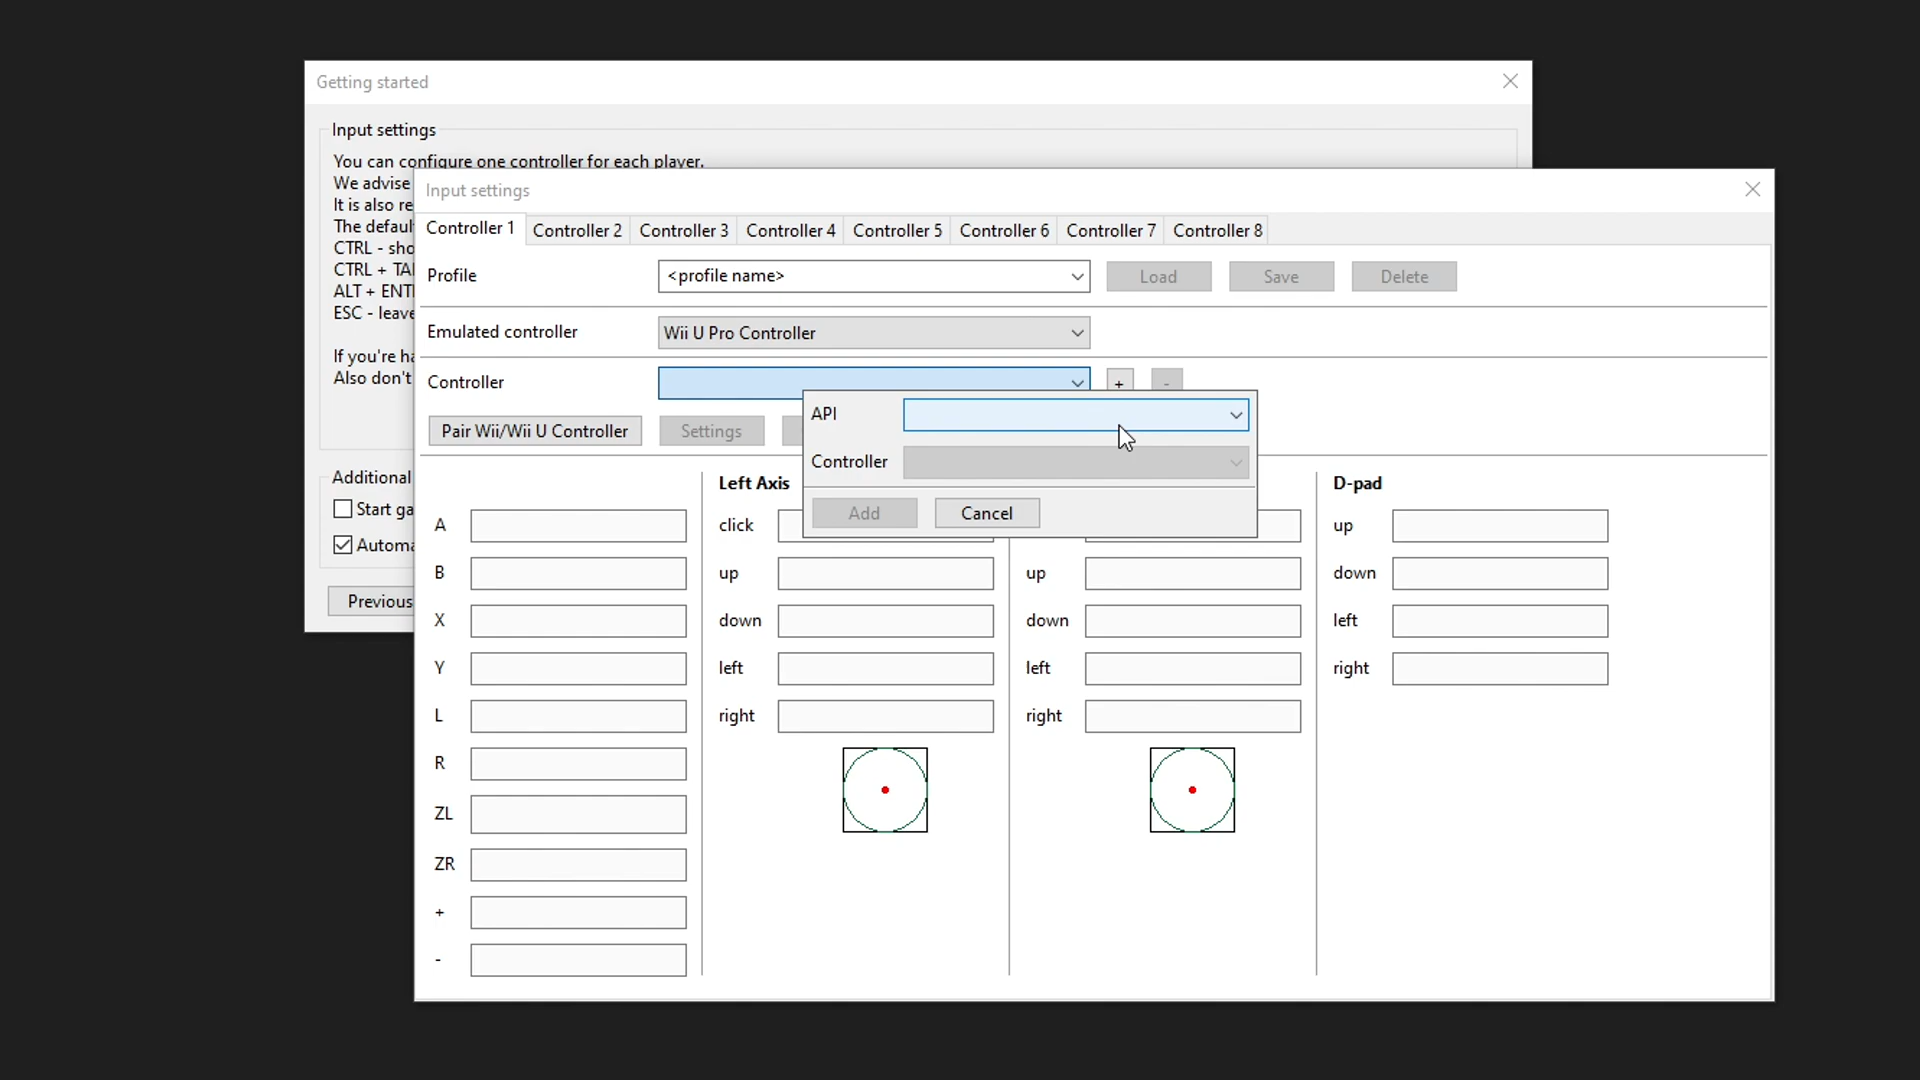 Getting started
Input settings
You can configure one controller for each player.
We advise
It is also re
The defaul
CTRL - sho
CTRL + TA
ALT + ENT
ESC - leave
If you're ha
Also don't
Additional
Start ga
Automa
Previous
Input settings
Controller 1 Controller 2 Controller 3 Controller 4 Controller 5 Controller 6 Controller 7 Controller 8
Profile <profile name> Load Save Delete
Emulated controller Wii U Pro Controller
Controller + -
Pair Wii/Wii U Controller Settings
API
Controller
Add Cancel
Left Axis D-pad
A click up
B up up down
X down down left
Y left left right
L right right
R
ZL
ZR
+
-